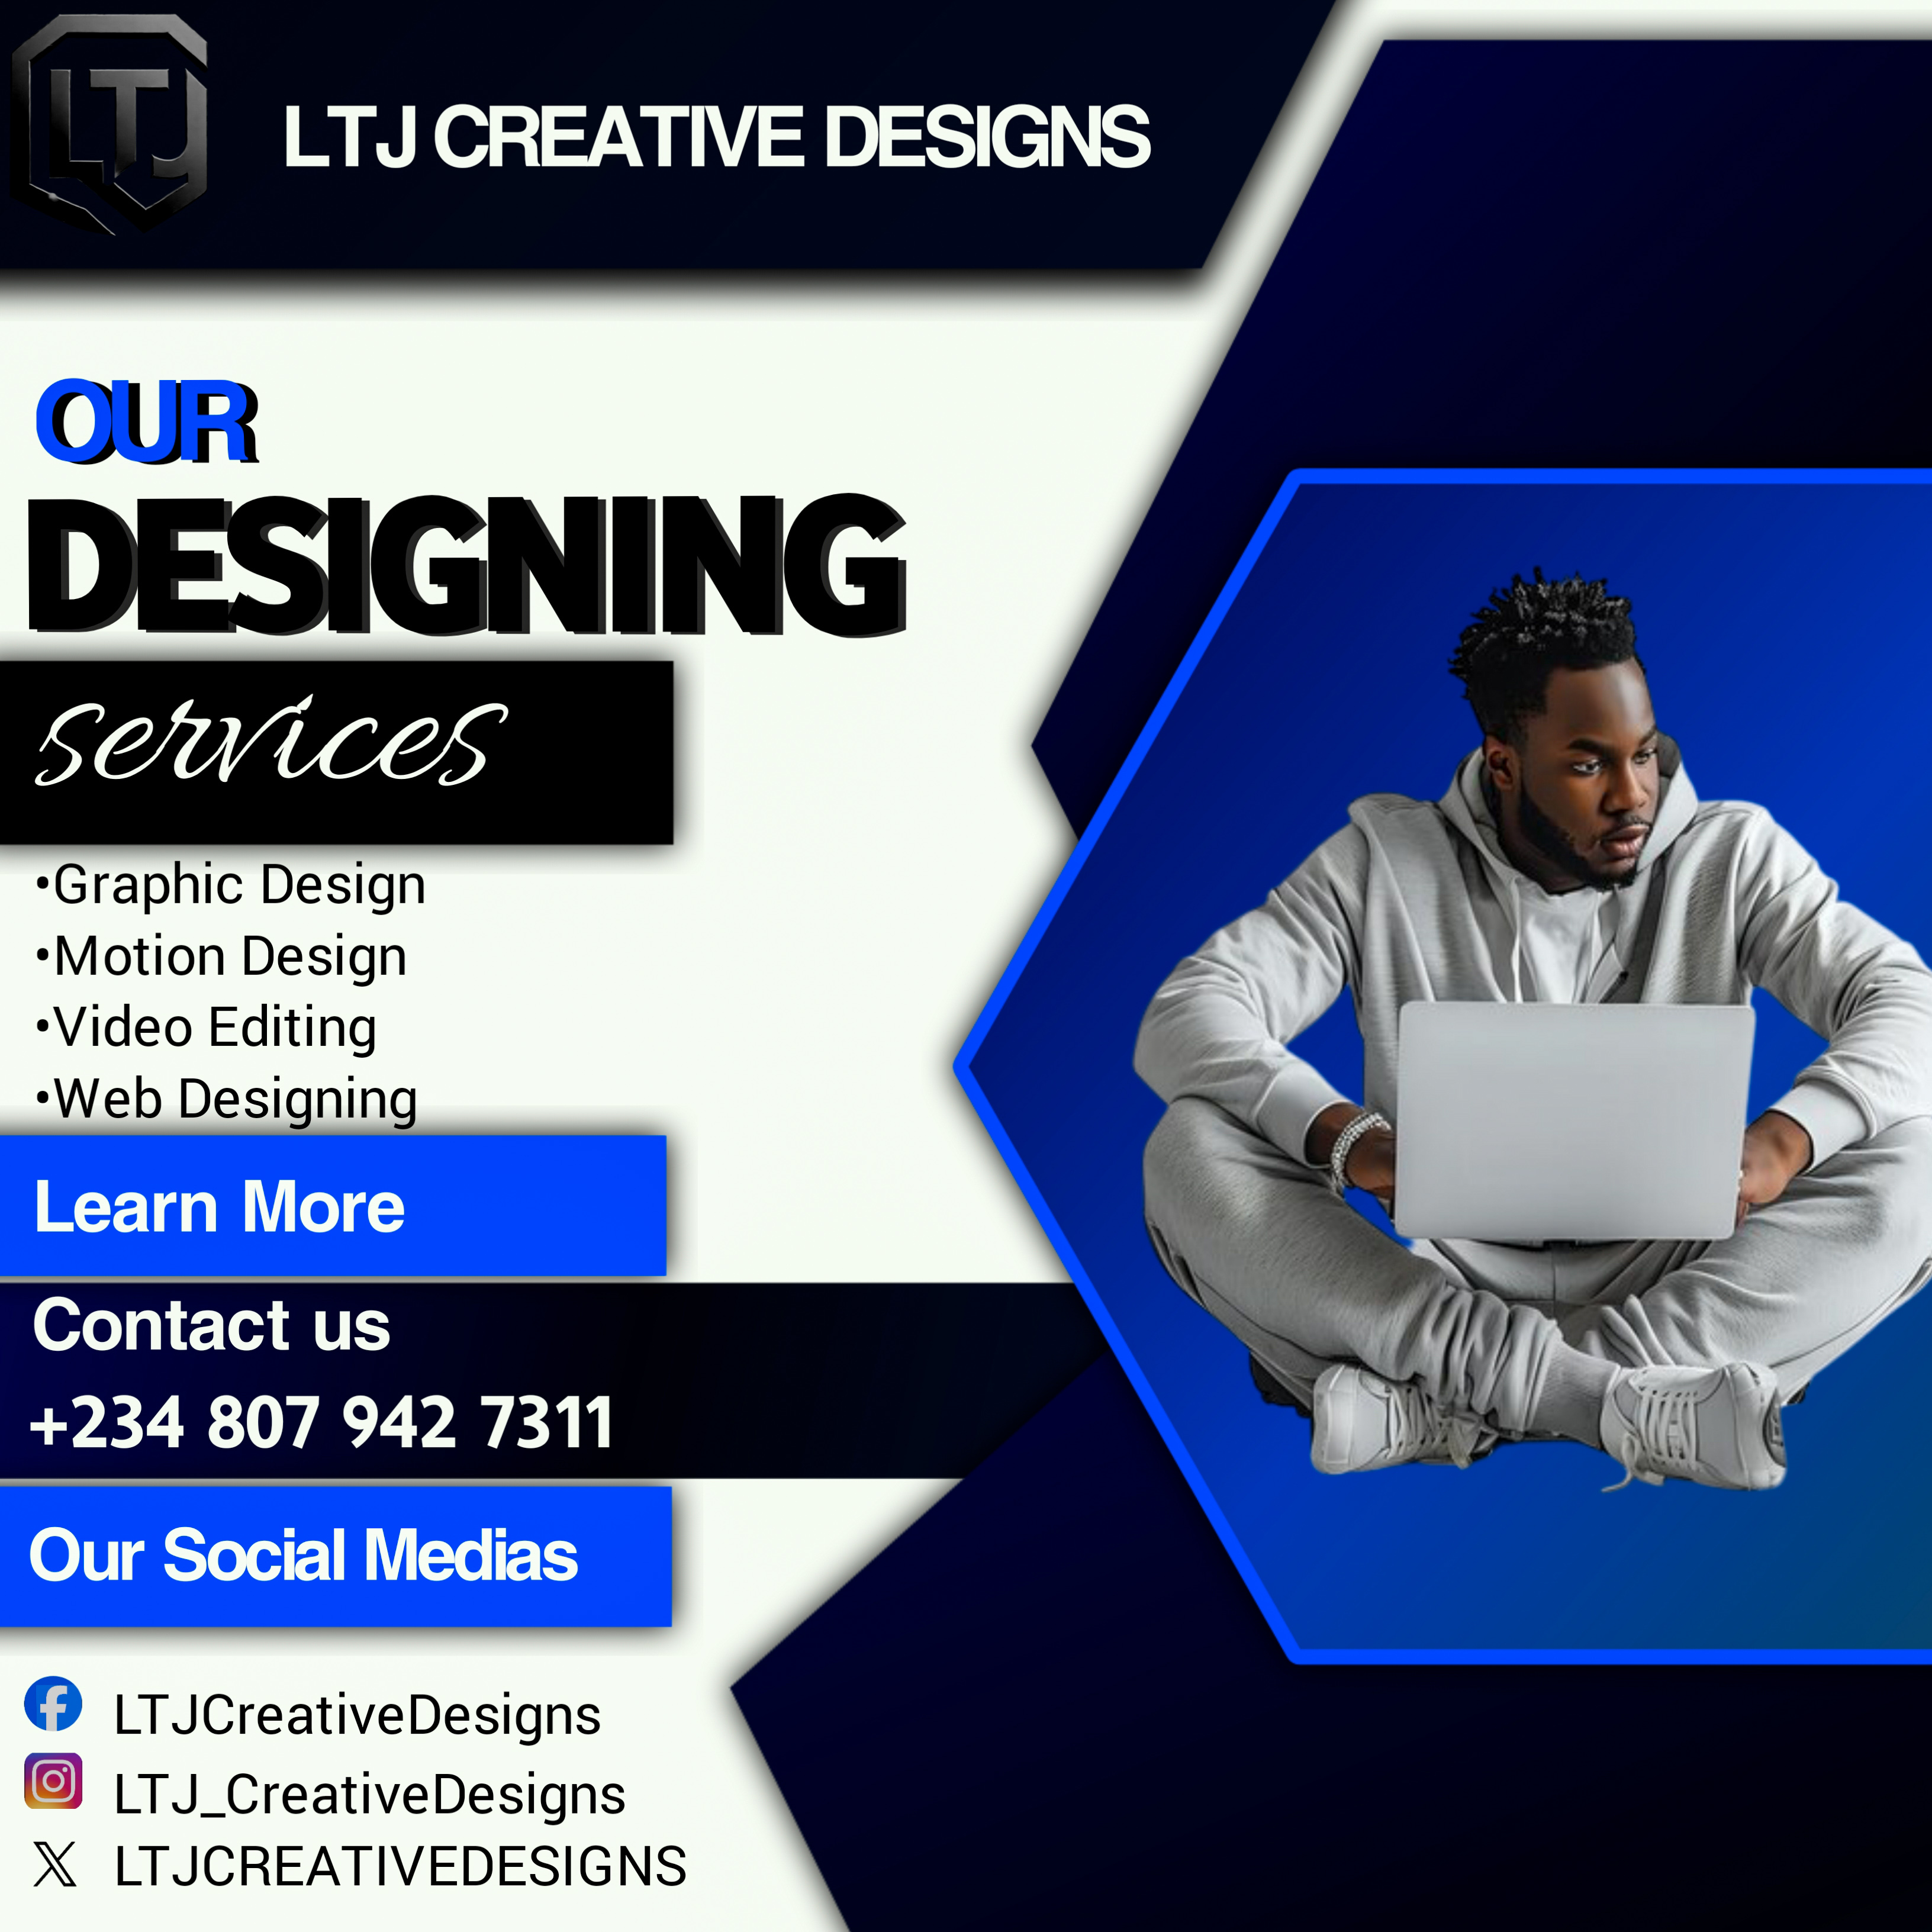 LTJ
LTJ CREATIVE DESIGNS
OUR
DESIGNING
services
•Graphic Design
•Motion Design
•Video Editing
•Web Designing
Learn More
Contact us
+234 807 942 7311
Our Social Medias
LTJCreativeDesigns
LTJ_CreativeDesigns
LTJCREATIVEDESIGNS